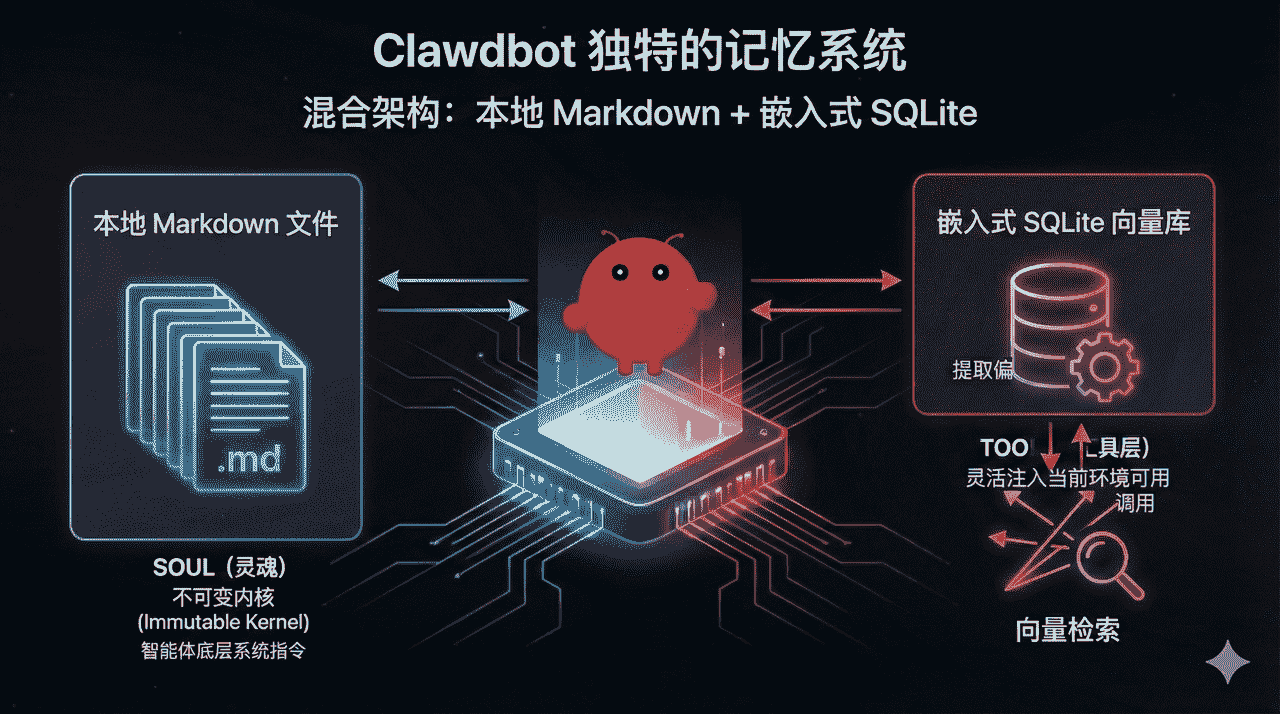 Clawdbot 独特的记忆系统
混合架构：本地 Markdown + 嵌入式 SQLite
本地 Markdown 文件
.md
SOUL（灵魂）
不可变内核
(Immutable Kernel)
智能体底层系统指令
嵌入式 SQLite 向量库
提取偏
TOO 具层）
灵活注入当前环境可用
调用
向量检索